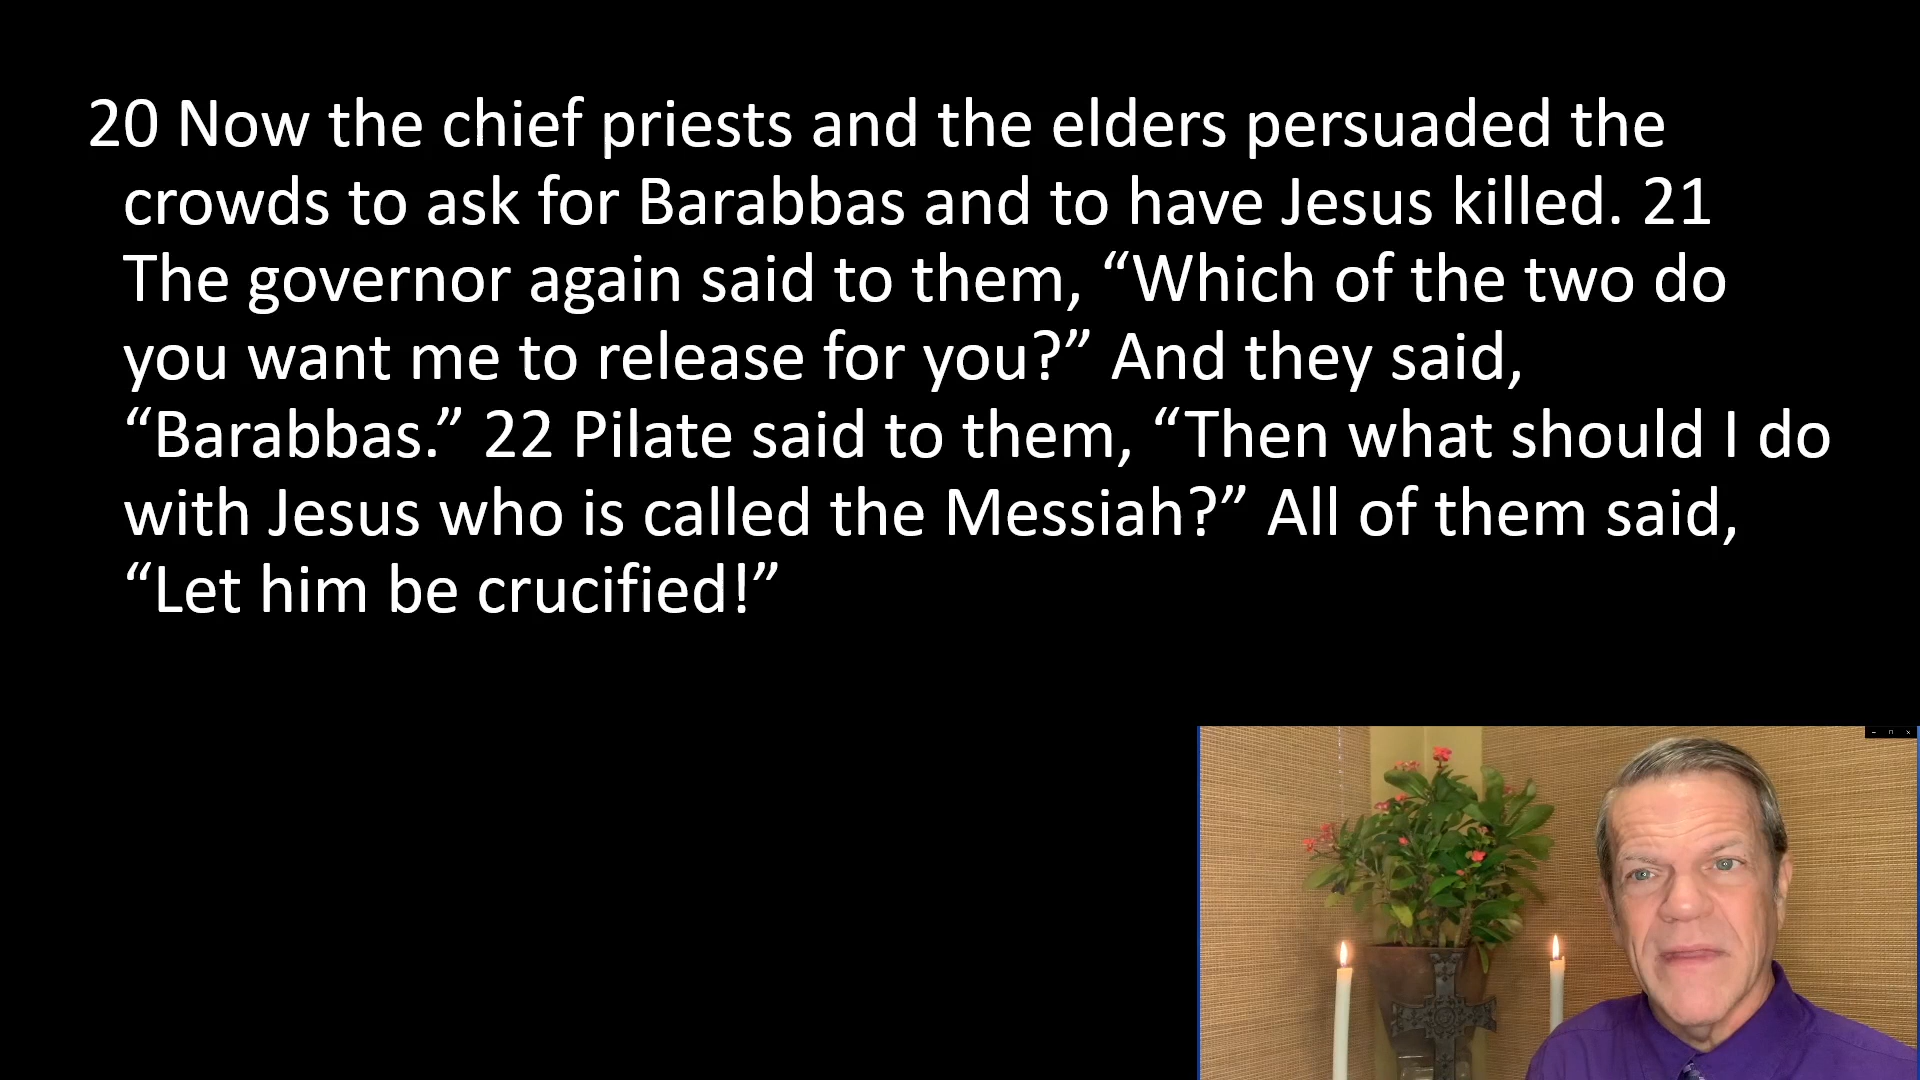 20 Now the chief priests and the elders persuaded the
crowds to ask for Barabbas and to have Jesus killed. 21
The governor again said to them, “Which of the two do
you want me to release for you?” And they said,
“Barabbas.” 22 Pilate said to them, “Then what should I do
with Jesus who is called the Messiah?” All of them said,
“Let him be crucified!”